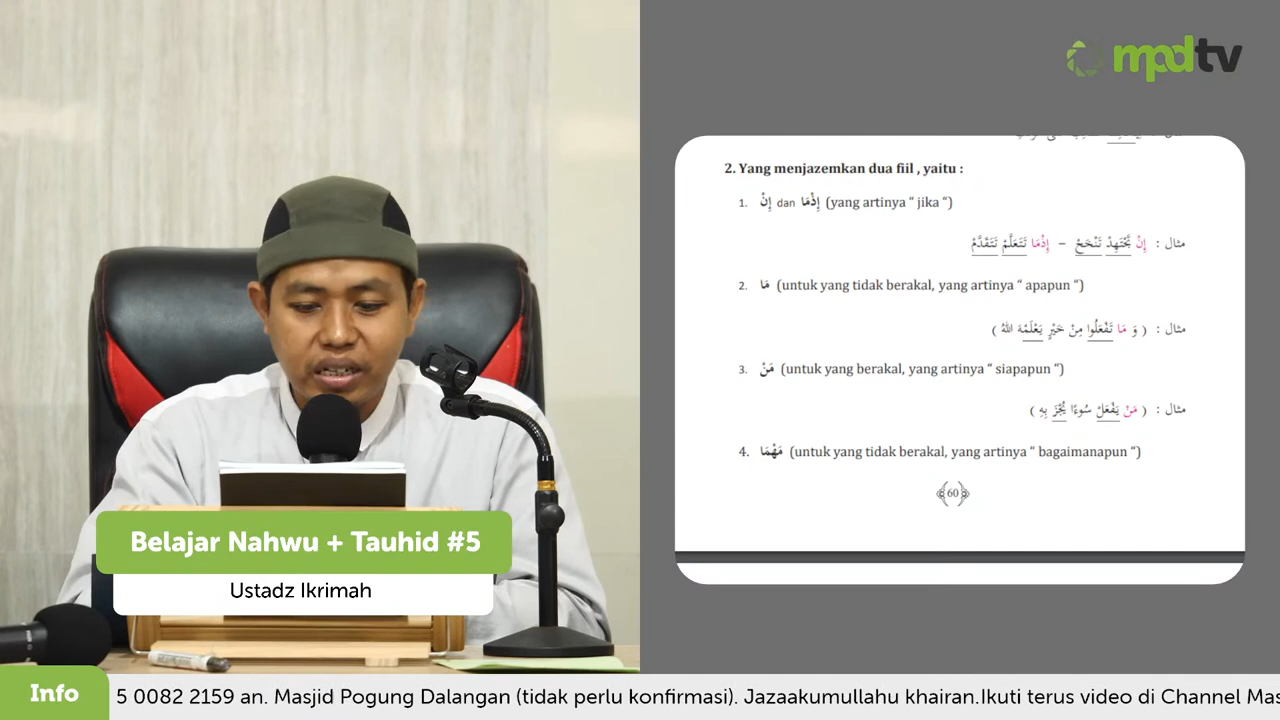 mpdtv
2. Yang menjazemkan dua fiil , yaitu :
1. إِنْ dan إِذْمَا (yang artinya “ jika “)
مثال : إِنْ تَجْتَهِدْ تَنْجَحْ – إِذْمَا تَتَعَلَّمْ تَتَقَدَّمْ
2. مَا (untuk yang tidak berakal, yang artinya “ apapun “)
مثال : ( وَ مَا تَفْعَلُوا مِنْ خَيْرٍ يَعْلَمْهُ اللهُ )
3. مَنْ (untuk yang berakal, yang artinya “ siapapun “)
مثال : ( مَنْ يَفْعَلْ سُوءًا يُجْزَ بِهِ )
4. مَهْمَا (untuk yang tidak berakal, yang artinya “ bagaimanapun “)
60
Belajar Nahwu + Tauhid #5
Ustadz Ikrimah
Info
5 0082 2159 an. Masjid Pogung Dalangan (tidak perlu konfirmasi). Jazaakumullahu khairan.Ikuti terus video di Channel Mas